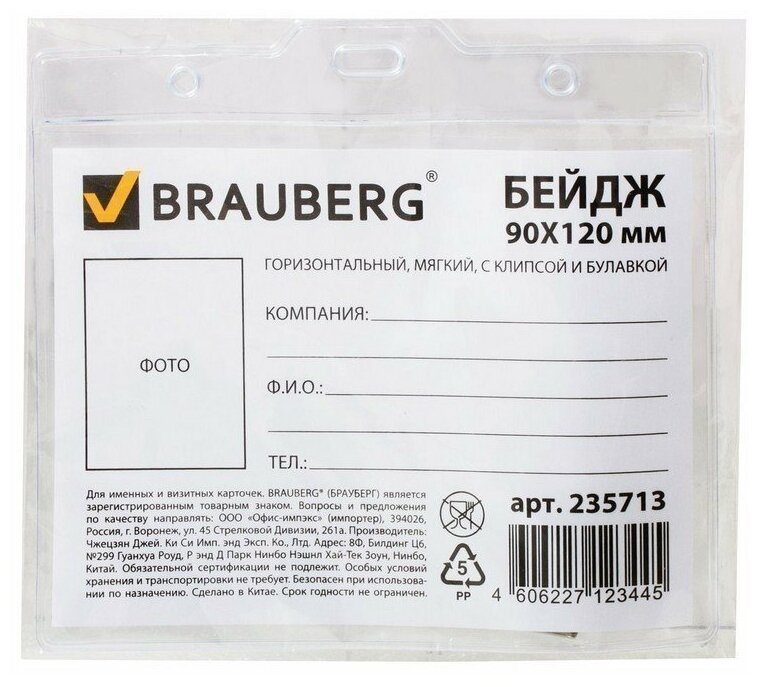 BRAUBERG®
БЕЙДЖ
90Х120 мм
ГОРИЗОНТАЛЬНЫЙ, МЯГКИЙ, С КЛИПСОЙ И БУЛАВКОЙ
ФОТО
КОМПАНИЯ:
Ф.И.О.:
ТЕЛ.:
Для именных и визитных карточек. BRAUBERG® (БРАУБЕРГ) является
зарегистрированным товарным знаком. Вопросы и предложения
по качеству направлять: ООО «Офис-импэкс» (импортер), 394026,
Россия, г. Воронеж, ул. 45 Стрелковой Дивизии, 261а. Производитель:
Чжецзян Джей. Ки Си Имп. энд Эксп. Ко., Лтд. Адрес: 8Ф, Билдинг Ц6,
№299 Гуанхуа Роуд, Р энд Д Парк Нинбо Нэшнл Хай-Тек Зоун, Нинбо,
Китай. Обязательной сертификации не подлежит. Особых условий
хранения и транспортировки не требует. Безопасен при использова-
нии по назначению. Сделано в Китае. Срок годности не ограничен.
5
PP
арт. 235713
4 606227 123445